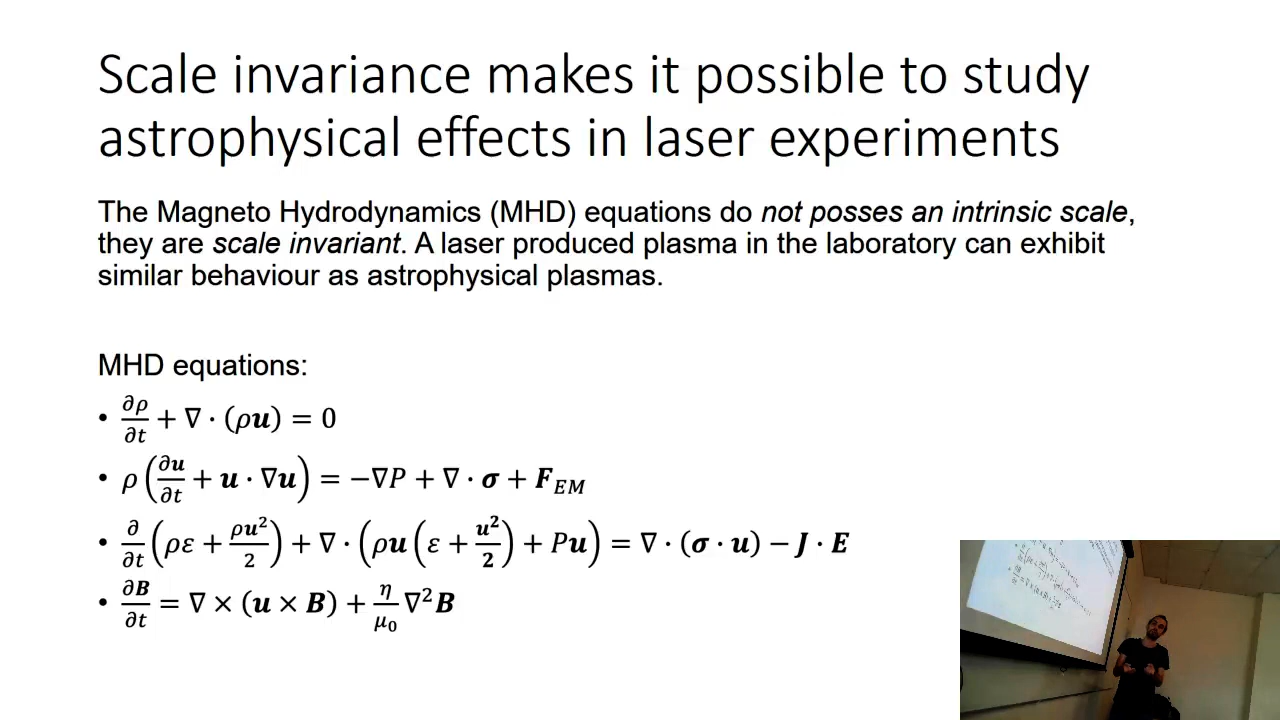 Scale invariance makes it possible to study
astrophysical effects in laser experiments
The Magneto Hydrodynamics (MHD) equations do not posses an intrinsic scale,
they are scale invariant. A laser produced plasma in the laboratory can exhibit
similar behaviour as astrophysical plasmas.
MHD equations:
• ∂ρ/∂t + ∇ · (ρu) = 0
• ρ(∂u/∂t + u · ∇u) = −∇P + ∇ · σ + F_EM
• ∂/∂t (ρε + ρu²/2) + ∇ · (ρu(ε + u²/2) + Pu) = ∇ · (σ · u) − J · E
• ∂B/∂t = ∇ × (u × B) + η/μ₀ ∇²B